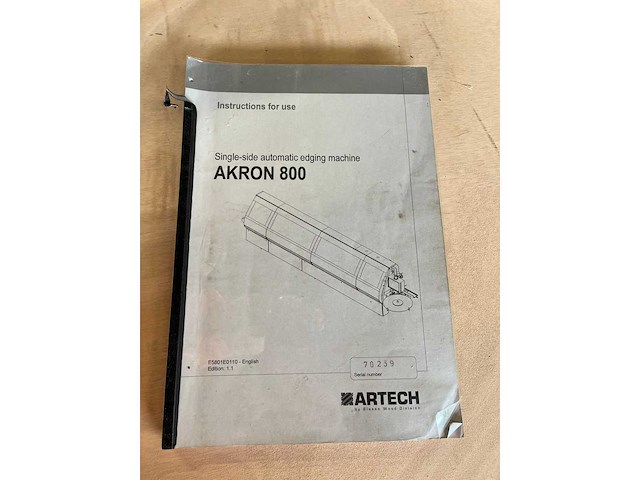 Instructions for use
Single-side automatic edging machine
AKRON 800
E5801E0110 - English
Edition: 1.1
70239
Serial number
ARTECH
by Biesse Wood Division